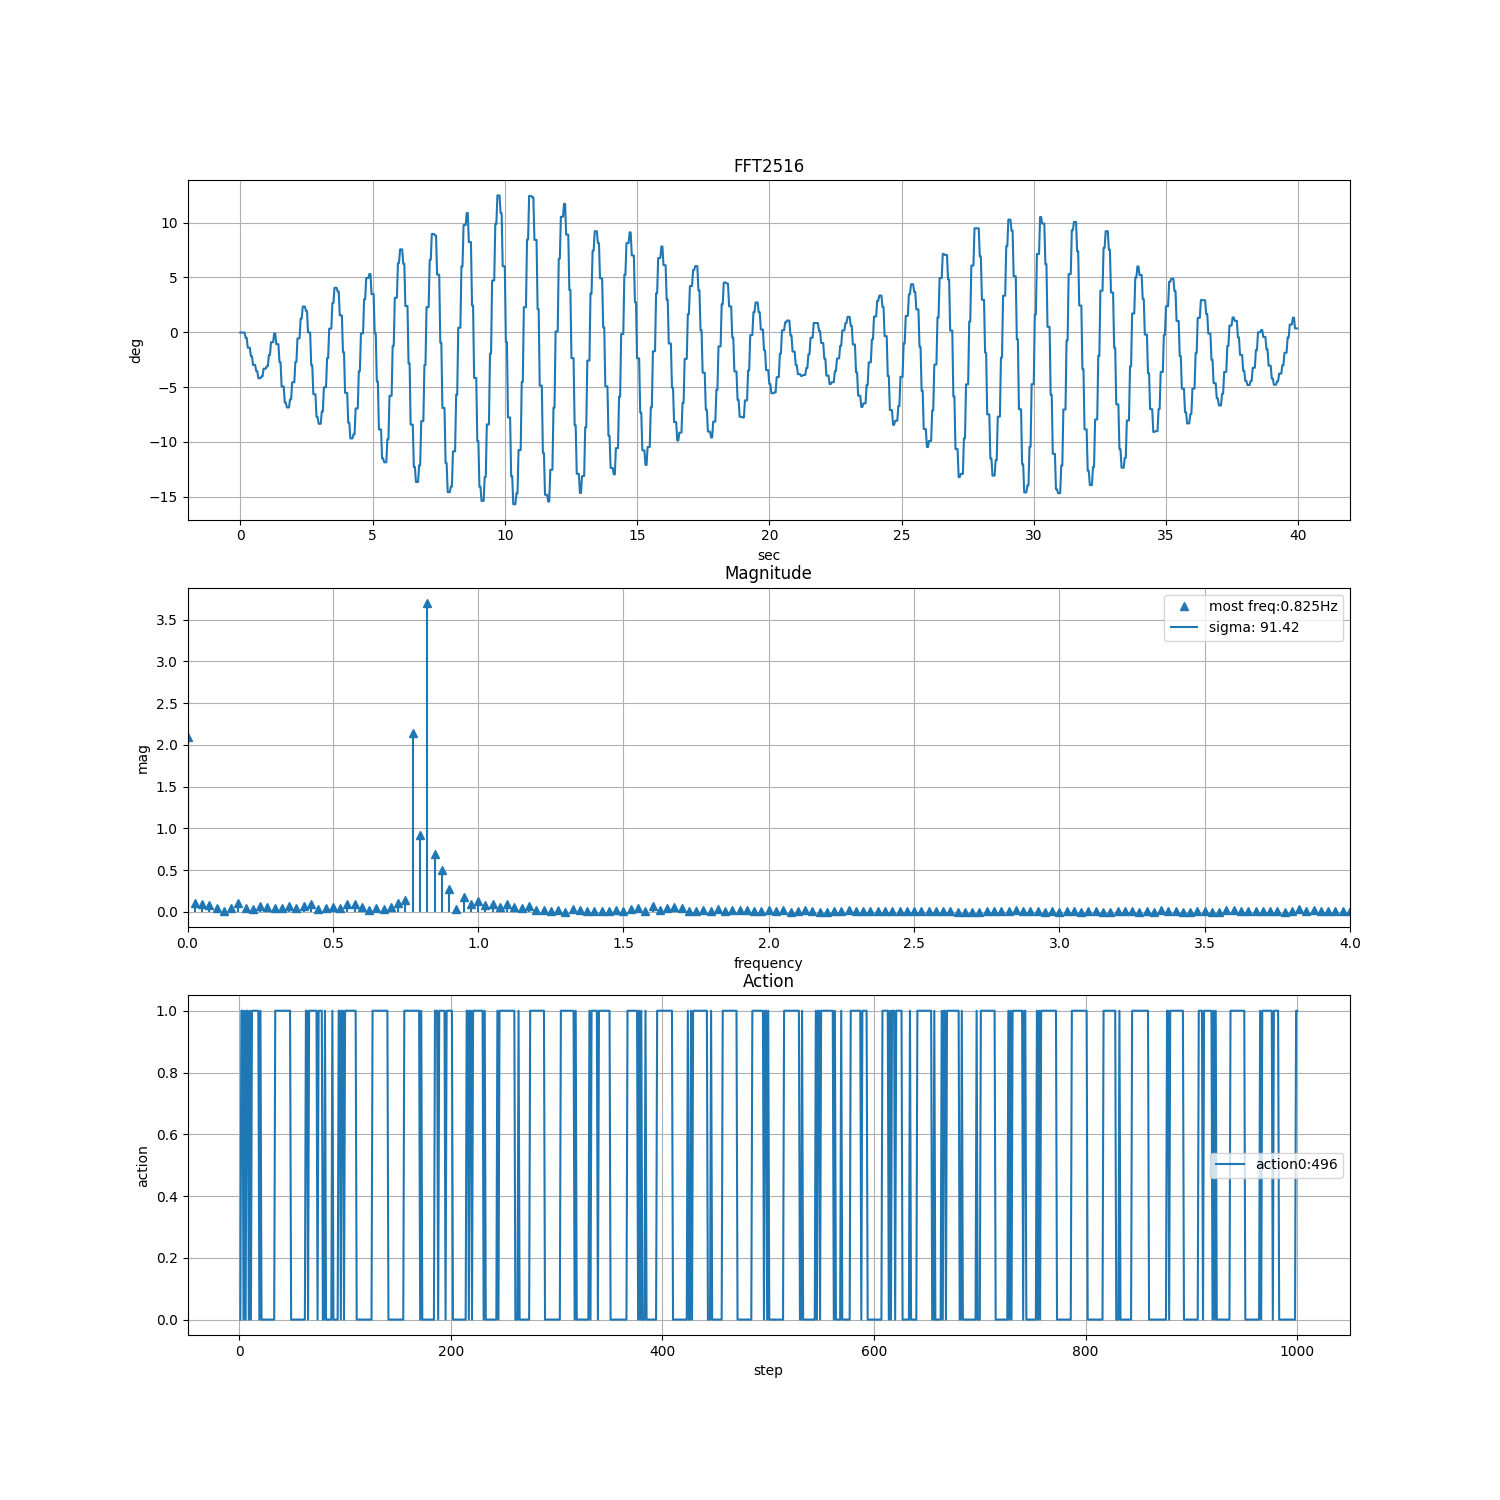 FFT2516
10
5
0
−5
−10
−15
deg
0 5 10 15 20 25 30 35 40
sec
Magnitude
most freq:0.825Hz
sigma: 91.42
3.5
3.0
2.5
2.0
1.5
1.0
0.5
0.0
mag
0.0 0.5 1.0 1.5 2.0 2.5 3.0 3.5 4.0
frequency
Action
1.0
0.8
0.6
0.4
0.2
0.0
action
action0:496
0 200 400 600 800 1000
step